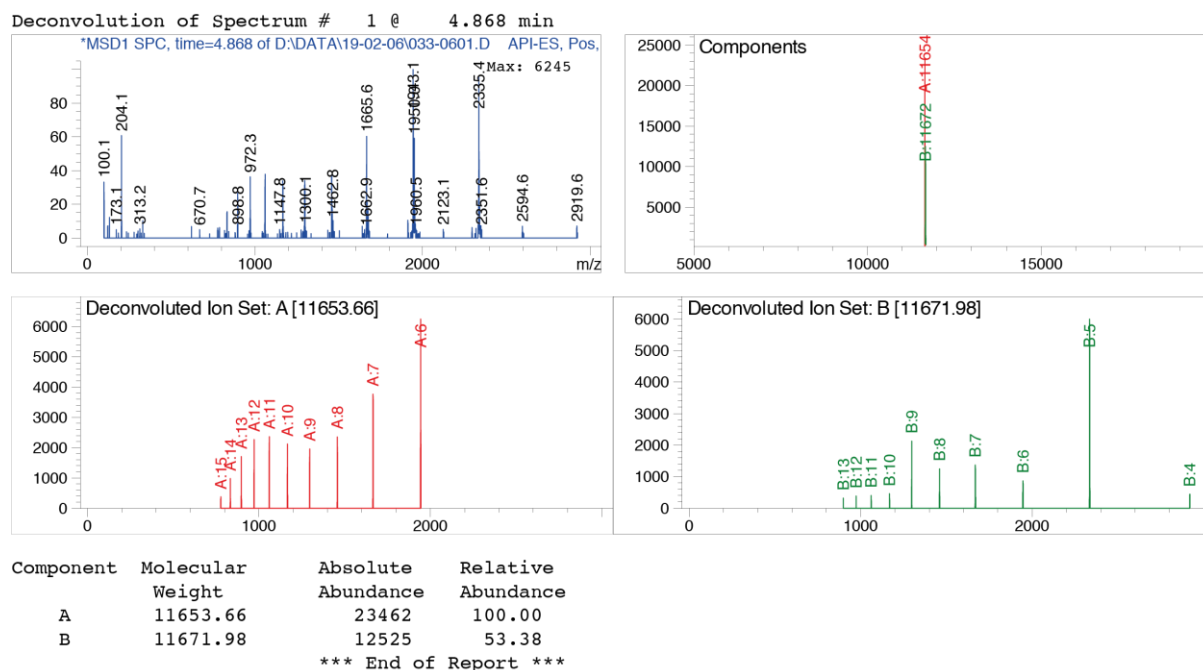 Deconvolution of Spectrum # 1 @ 4.868 min
*MSD1 SPC, time=4.868 of D:\DATA\19-02-06\033-0601.D API-ES, Pos,
Max: 6245
80
60
40
20
0
100.1
173.1
204.1
313.2
670.7
898.8
972.3
1147.8
1300.1
1462.8
1662.9
1665.6
1943.1
1960.5
2123.1
2335.4
2351.6
2594.6
2919.6
0 1000 2000 m/z
Components
25000
20000
15000
10000
5000
A:11654
B:11672
5000 10000 15000
Deconvoluted Ion Set: A [11653.66]
6000
5000
4000
3000
2000
1000
0
A:15
A:14
A:13
A:12
A:11
A:10
A:9
A:8
A:7
A:6
0 1000 2000
Deconvoluted Ion Set: B [11671.98]
6000
5000
4000
3000
2000
1000
0
B:13
B:12
B:11
B:10
B:9
B:8
B:7
B:6
B:5
B:4
0 1000 2000
Component Molecular Weight Absolute Abundance Relative Abundance
A 11653.66 23462 100.00
B 11671.98 12525 53.38
*** End of Report ***